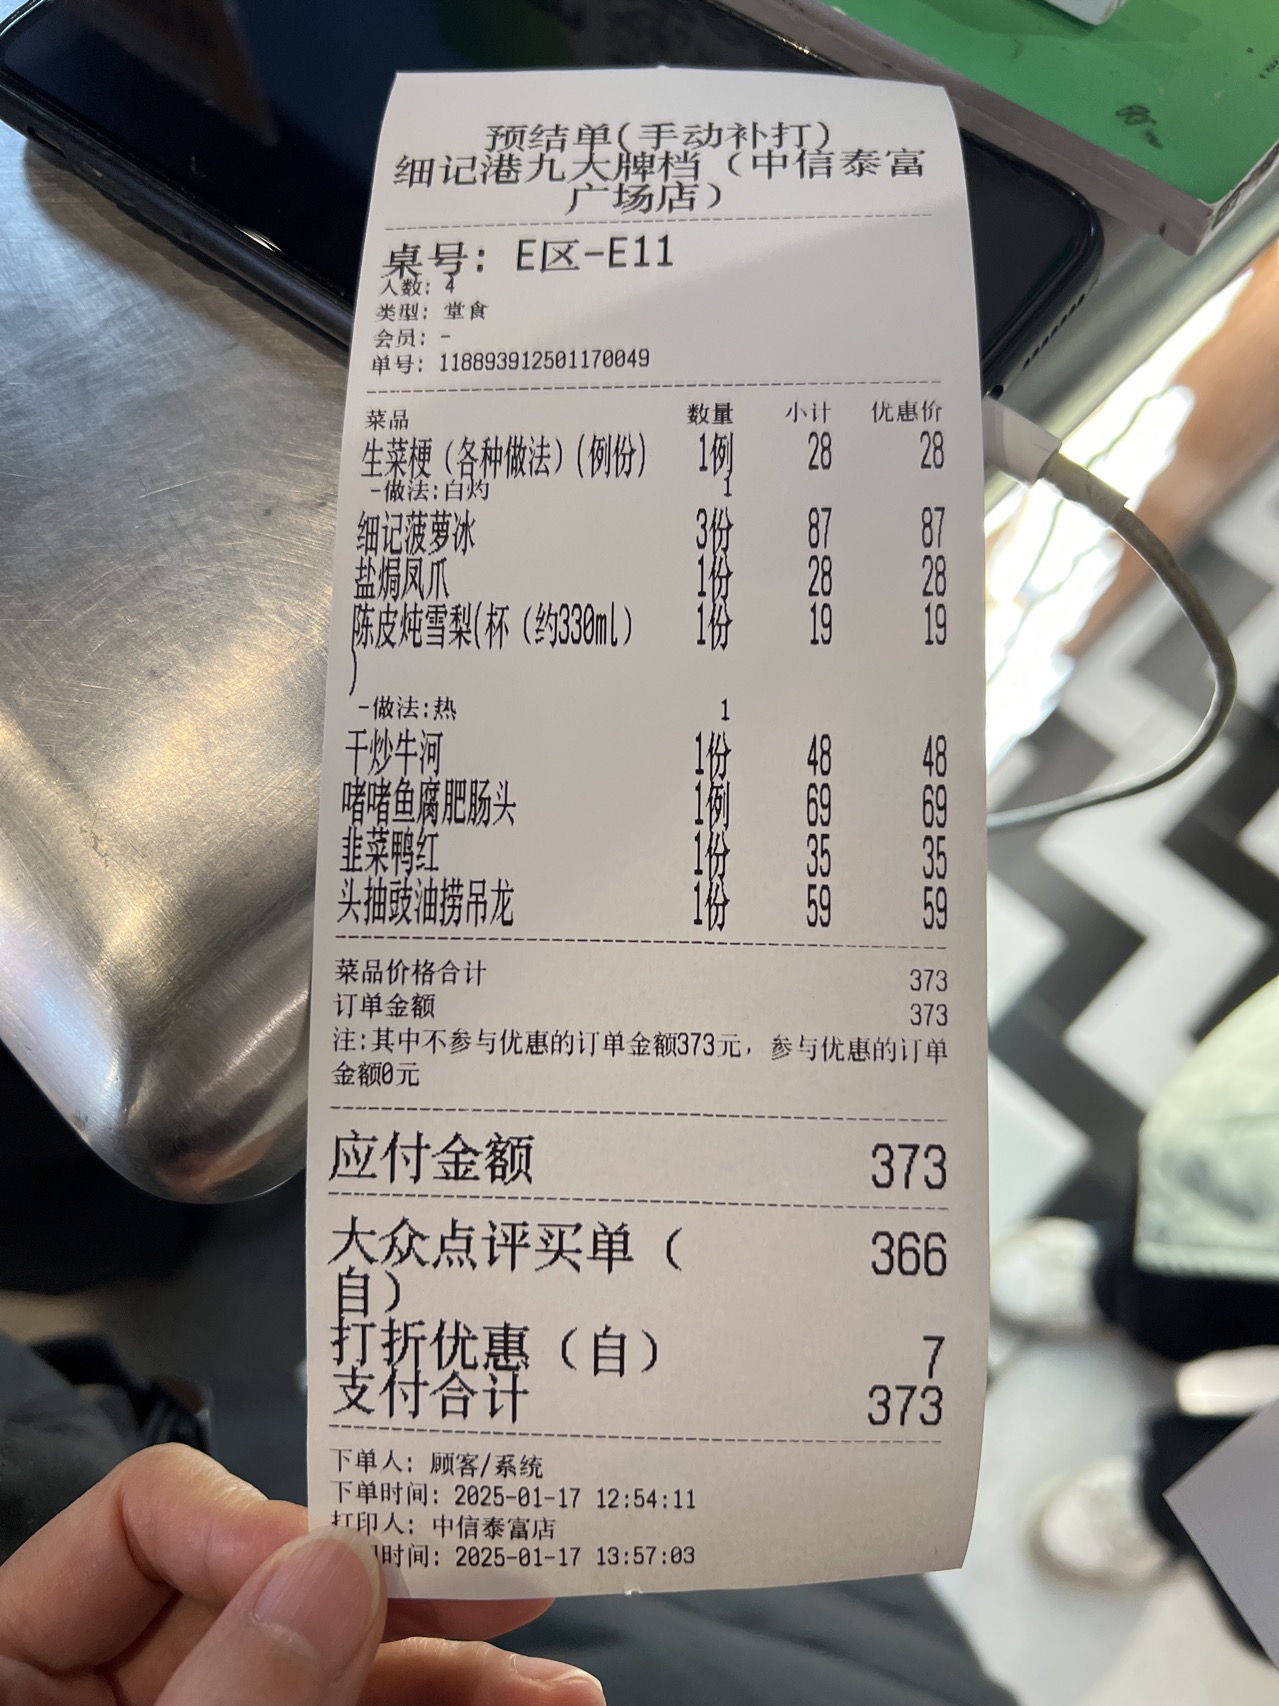 预结单(手动补打)
细记港九大牌档（中信泰富
广场店）
桌号: E区-E11
人数: 4
类型: 堂食
会员: -
单号: 118893912501170049
菜品 数量 小计 优惠价
生菜梗（各种做法）(例份) 1例 28 28
-做法:白灼 1
细记菠萝冰 3份 87 87
盐焗凤爪 1份 28 28
陈皮炖雪梨(杯（约330ml） 1份 19 19
)
-做法:热 1
干炒牛河 1份 48 48
啫啫鱼腐肥肠头 1例 69 69
韭菜鸭红 1份 35 35
头抽豉油捞吊龙 1份 59 59
菜品价格合计 373
订单金额 373
注:其中不参与优惠的订单金额373元，参与优惠的订单
金额0元
应付金额 373
大众点评买单（ 366
自）
打折优惠（自） 7
支付合计 373
下单人: 顾客/系统
下单时间: 2025-01-17 12:54:11
打印人: 中信泰富店
时间: 2025-01-17 13:57:03